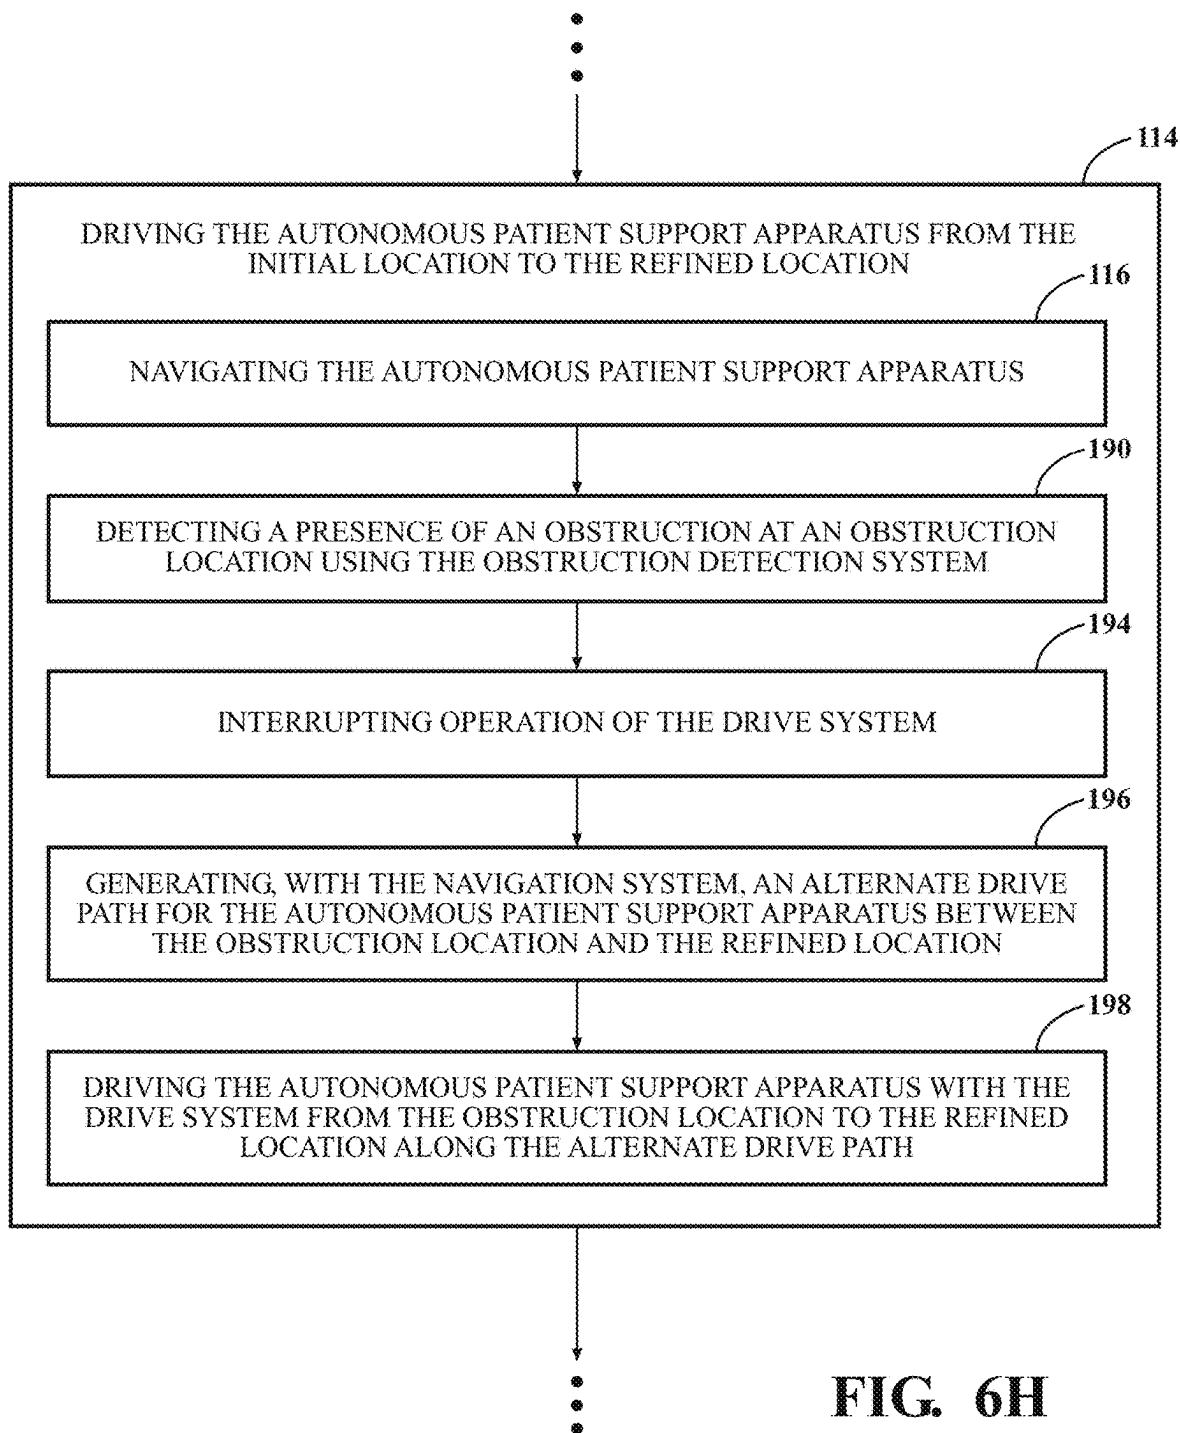 114
DRIVING THE AUTONOMOUS PATIENT SUPPORT APPARATUS FROM THE
INITIAL LOCATION TO THE REFINED LOCATION
116
NAVIGATING THE AUTONOMOUS PATIENT SUPPORT APPARATUS
190
DETECTING A PRESENCE OF AN OBSTRUCTION AT AN OBSTRUCTION
LOCATION USING THE OBSTRUCTION DETECTION SYSTEM
194
INTERRUPTING OPERATION OF THE DRIVE SYSTEM
196
GENERATING, WITH THE NAVIGATION SYSTEM, AN ALTERNATE DRIVE
PATH FOR THE AUTONOMOUS PATIENT SUPPORT APPARATUS BETWEEN
THE OBSTRUCTION LOCATION AND THE REFINED LOCATION
198
DRIVING THE AUTONOMOUS PATIENT SUPPORT APPARATUS WITH THE
DRIVE SYSTEM FROM THE OBSTRUCTION LOCATION TO THE REFINED
LOCATION ALONG THE ALTERNATE DRIVE PATH
FIG. 6H